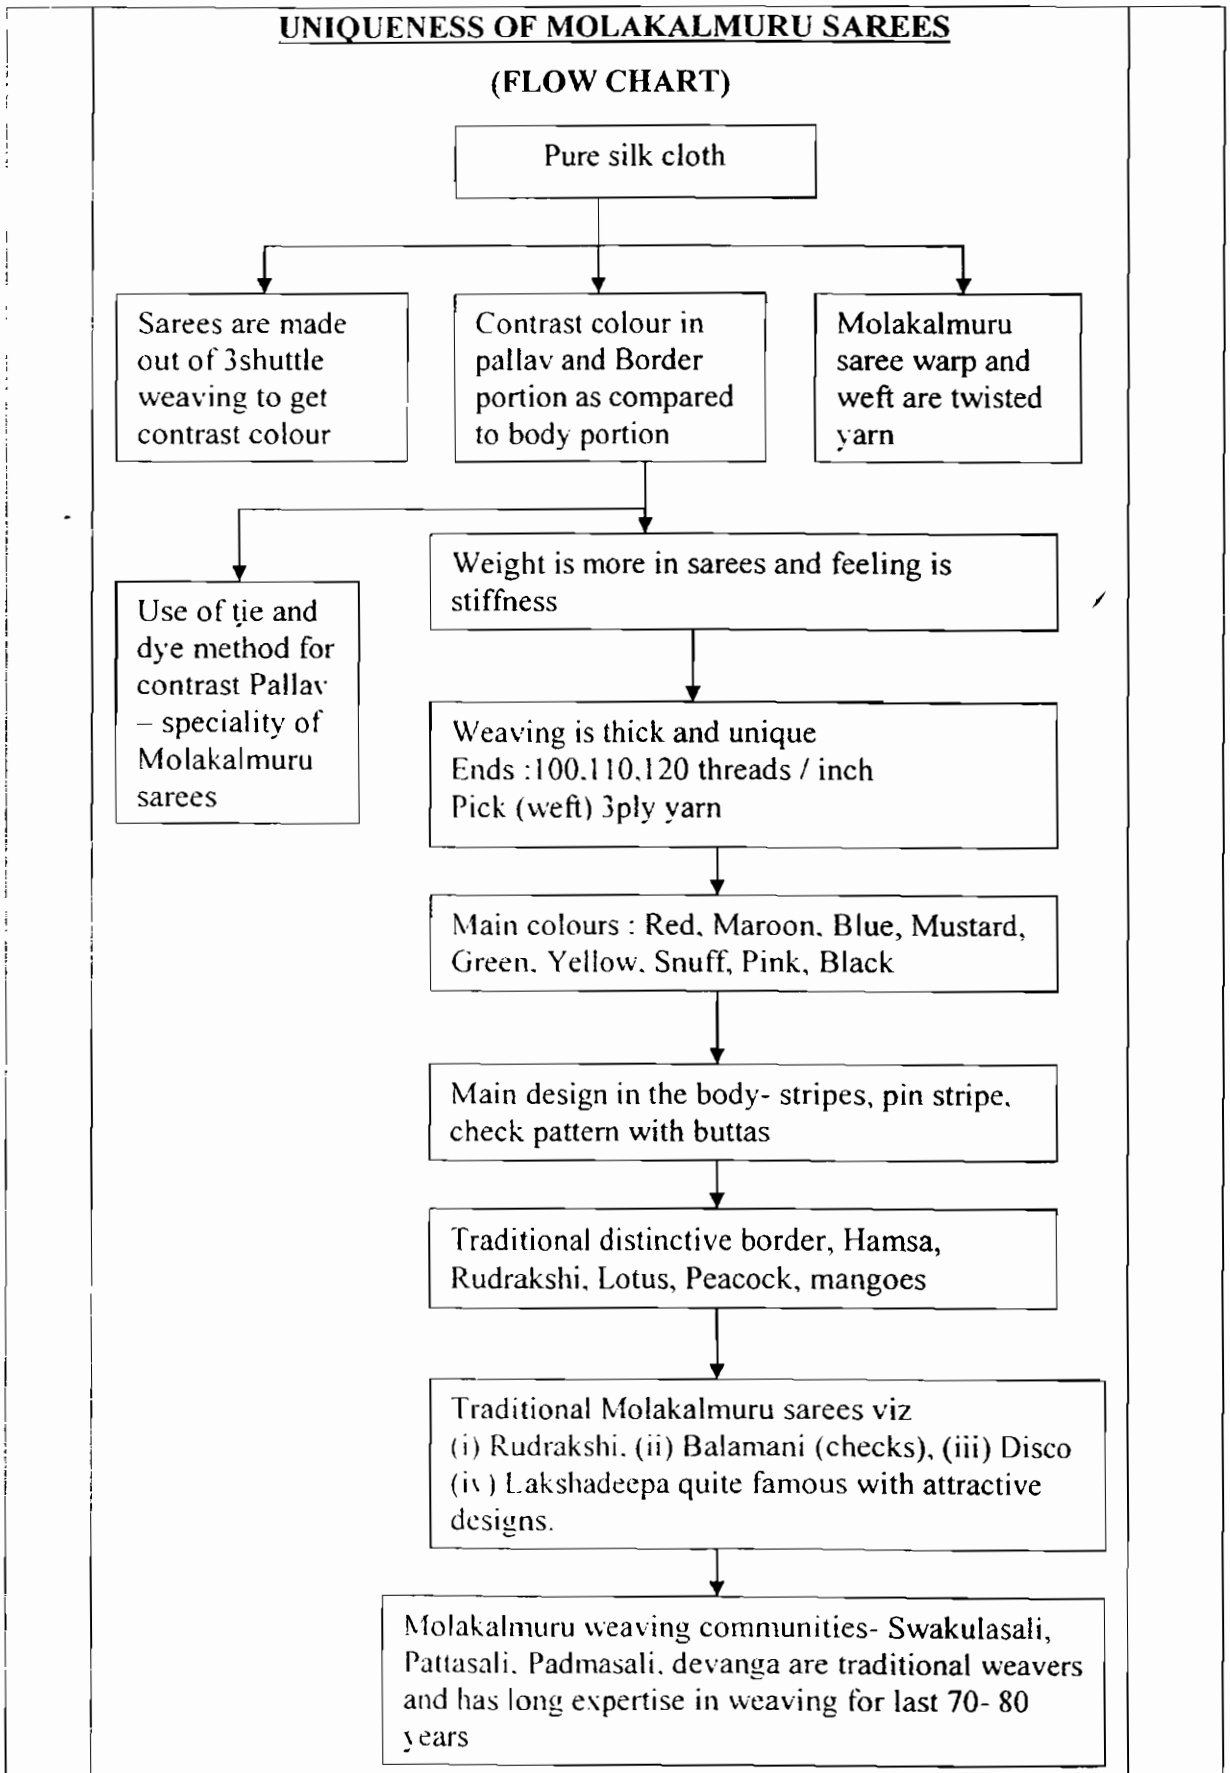 UNIQUENESS OF MOLAKALMURU SAREES
(FLOW CHART)
Pure silk cloth
Sarees are made
out of 3shuttle
weaving to get
contrast colour
Contrast colour in
pallav and Border
portion as compared
to body portion
Molakalmuru
saree warp and
weft are twisted
yarn
Use of tie and
dye method for
contrast Pallav
– speciality of
Molakalmuru
sarees
Weight is more in sarees and feeling is
stiffness
Weaving is thick and unique
Ends :100.110.120 threads / inch
Pick (weft) 3ply yarn
Main colours : Red. Maroon. Blue, Mustard,
Green. Yellow. Snuff, Pink, Black
Main design in the body- stripes, pin stripe.
check pattern with buttas
Traditional distinctive border, Hamsa,
Rudrakshi. Lotus, Peacock, mangoes
Traditional Molakalmuru sarees viz
(i) Rudrakshi. (ii) Balamani (checks), (iii) Disco
(iv) Lakshadeepa quite famous with attractive
designs.
Molakalmuru weaving communities- Swakulasali,
Pattasali. Padmasali. devanga are traditional weavers
and has long expertise in weaving for last 70- 80
years